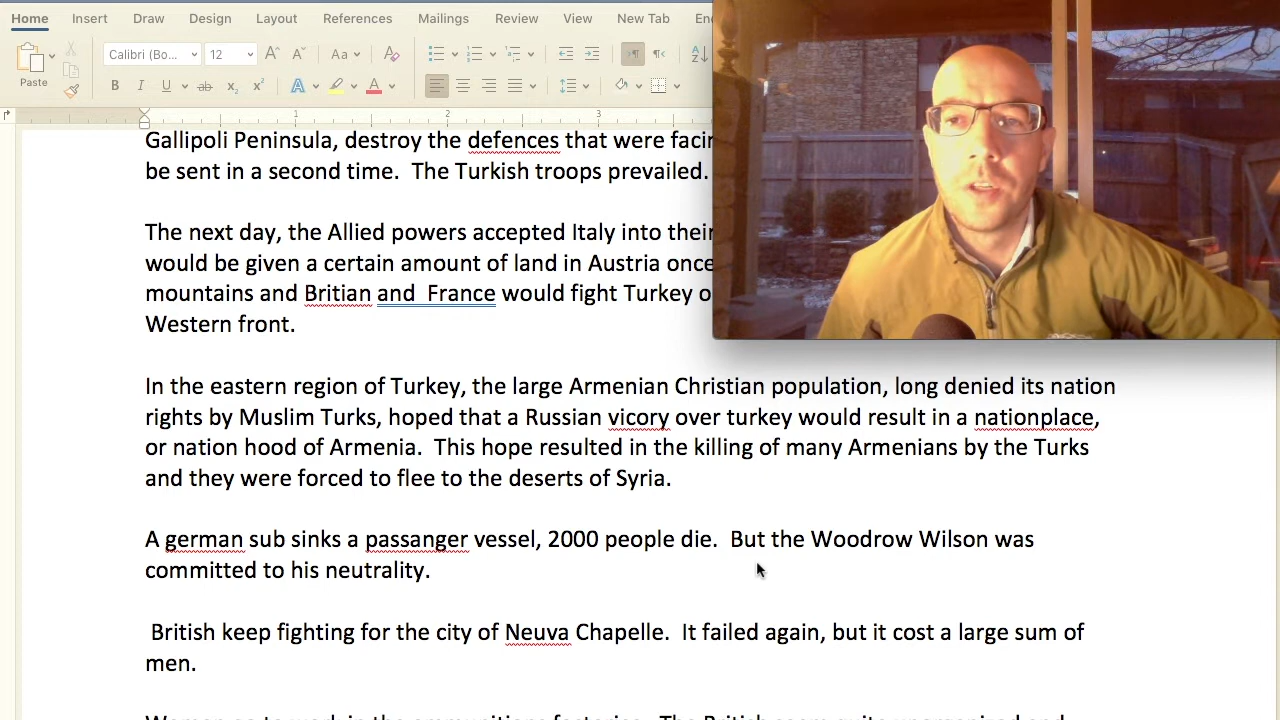 Home Insert Draw Design Layout References Mailings Review View New Tab
Paste Calibri (Bo... 12
Gallipoli Peninsula, destroy the defences that were
be sent in a second time.  The Turkish troops prevailed.
The next day, the Allied powers accepted Italy into
would be given a certain amount of land in Austria once
mountains and Britian and  France would fight Turkey
Western front.
In the eastern region of Turkey, the large Armenian Christian population, long denied its nation
rights by Muslim Turks, hoped that a Russian vicory over turkey would result in a nationplace,
or nation hood of Armenia.  This hope resulted in the killing of many Armenians by the Turks
and they were forced to flee to the deserts of Syria.
A german sub sinks a passanger vessel, 2000 people die.  But the Woodrow Wilson was
committed to his neutrality.
British keep fighting for the city of Neuva Chapelle.  It failed again, but it cost a large sum of
men.